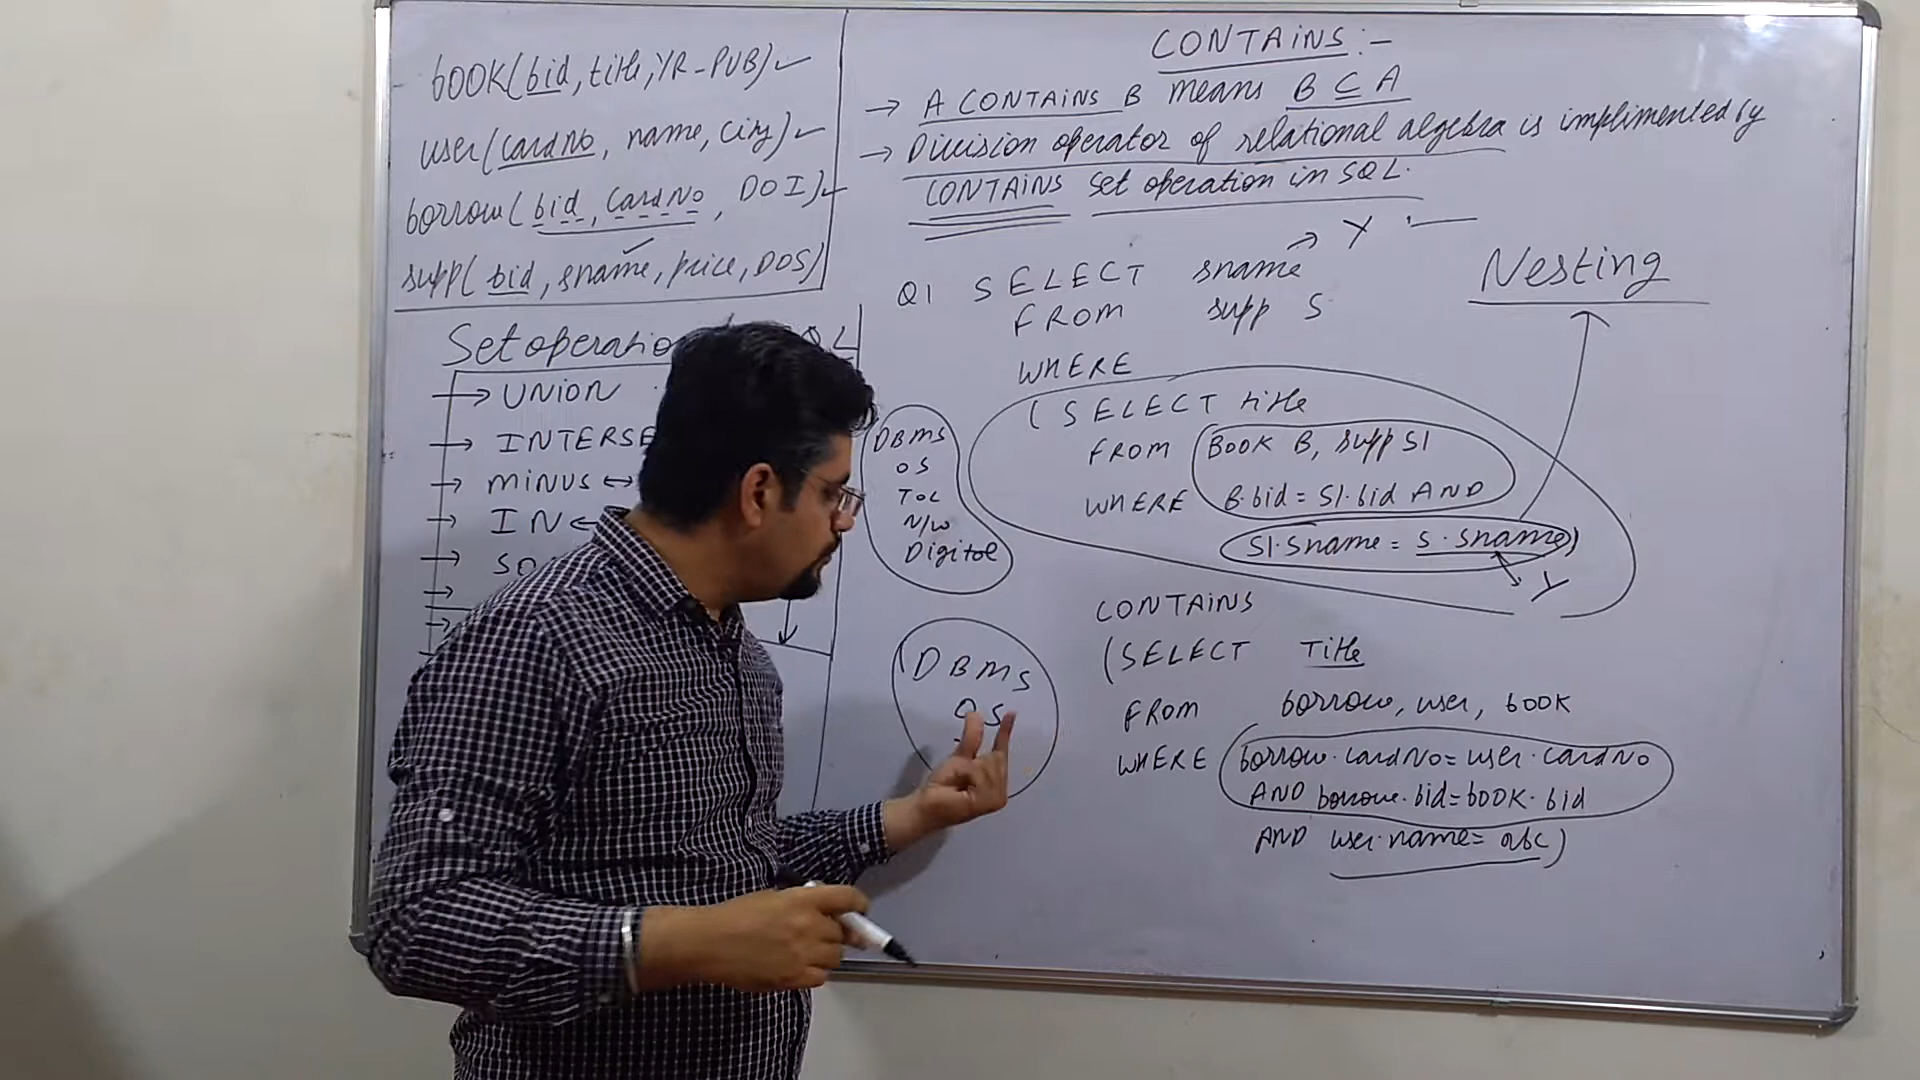 BOOK(bid, title, YR-PUB)✓
user(cardNo, name, City)✓
borrow(bid, CardNo, DOI)✓
supp(bid, sname, price, DOS)
Set operatio
→ UNION
→ INTERSE
→ MINUS ↔
→ IN ←
→ SO
CONTAINS:-
→ A CONTAINS B means B ⊆ A
→ Division operator of relational algebra is implimented by
CONTAINS set operation in SQL.
Y
Q1 SELECT sname
FROM supp S
WHERE
(SELECT title
FROM BOOK B, supp S1
WHERE B.bid = S1.bid AND
S1.Sname = S.Sname)
Y
CONTAINS
(SELECT Title
FROM borrow, user, book
WHERE borrow.cardNo = user.cardNo
AND borrow.bid = book.bid
AND user.name = abc)
Nesting
DBMS
OS
TOC
N/W
Digital
DBMS
OS